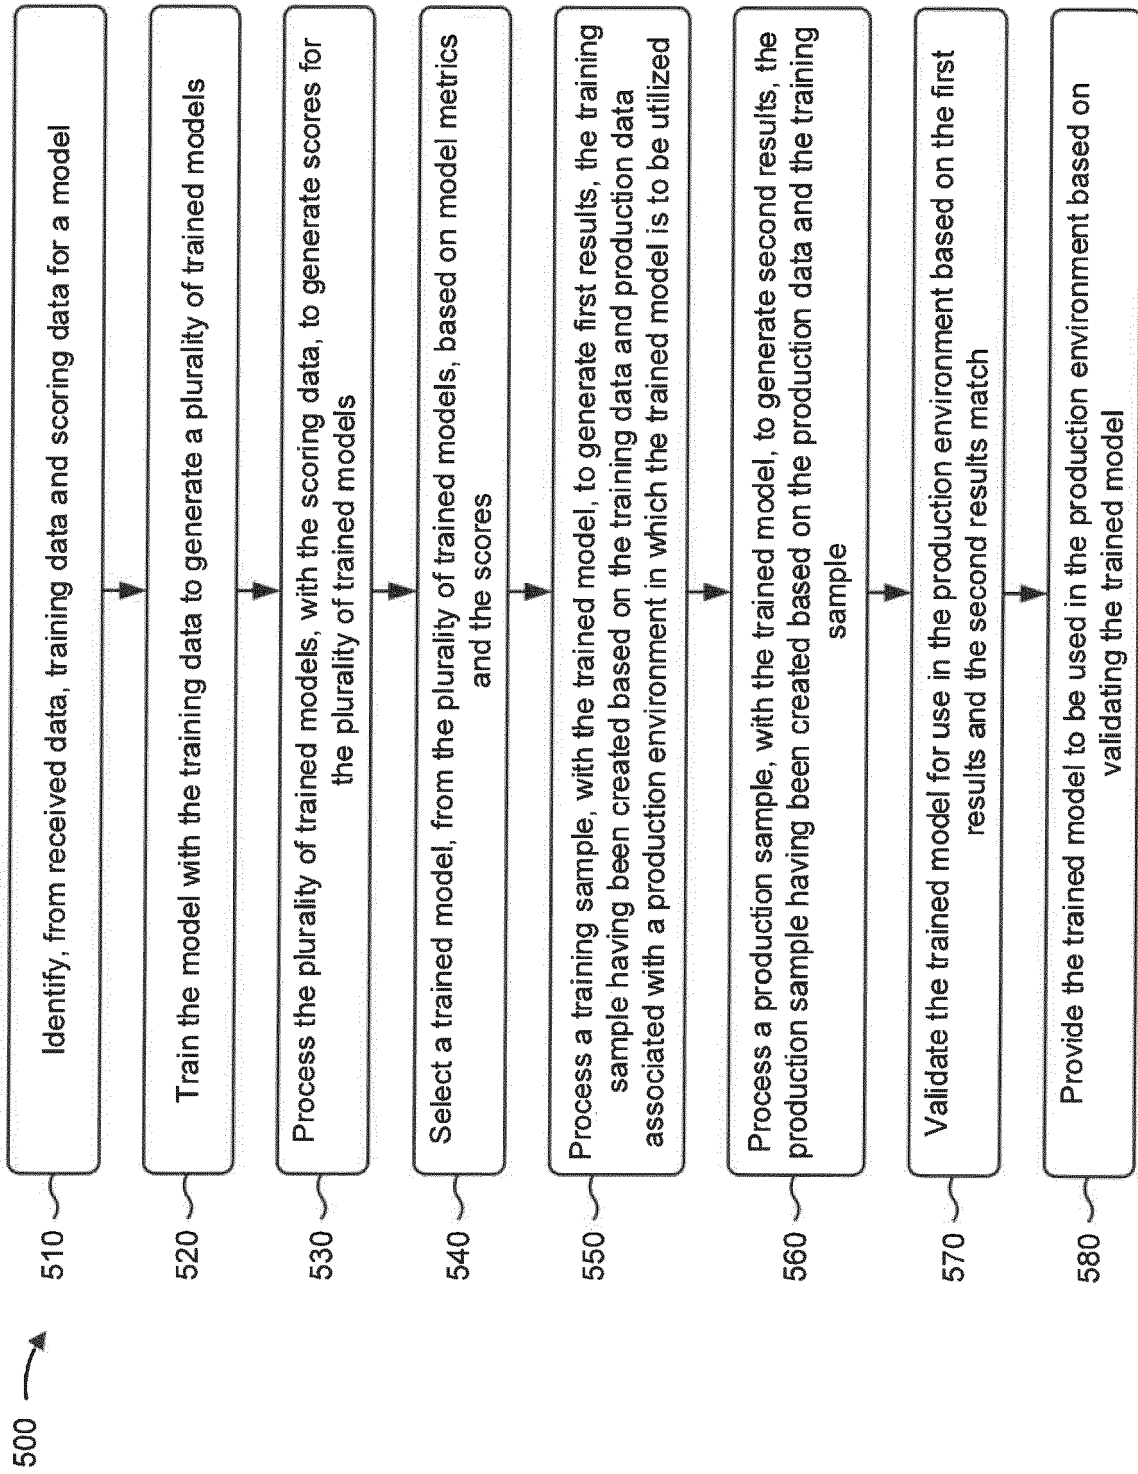 500
510
Identify, from received data, training data and scoring data for a model
520
Train the model with the training data to generate a plurality of trained models
530
Process the plurality of trained models, with the scoring data, to generate scores for
the plurality of trained models
540
Select a trained model, from the plurality of trained models, based on model metrics
and the scores
550
Process a training sample, with the trained model, to generate first results, the training
sample having been created based on the training data and production data
associated with a production environment in which the trained model is to be utilized
560
Process a production sample, with the trained model, to generate second results, the
production sample having been created based on the production data and the training
sample
570
Validate the trained model for use in the production environment based on the first
results and the second results match
580
Provide the trained model to be used in the production environment based on
validating the trained model